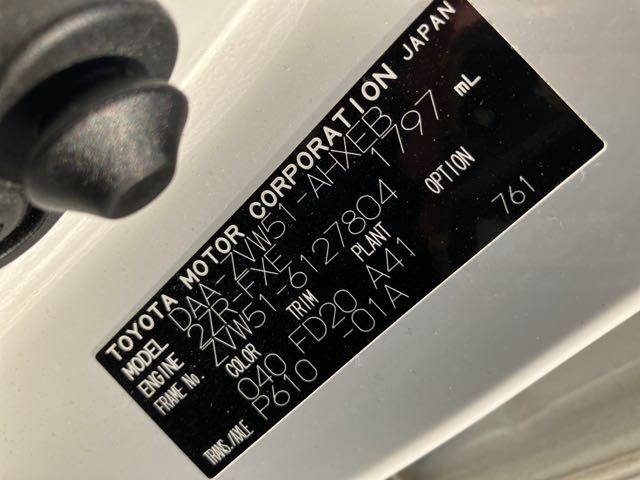 TOYOTA MOTOR CORPORATION JAPAN
MODEL DAA-ZVW51-AHXEB
ENGINE 2ZR-FXE 1797 mL
FRAME No. ZVW51-6127804
COLOR TRIM PLANT OPTION
040 FD20 A41 761
TRANS./AXLE P610 -01A